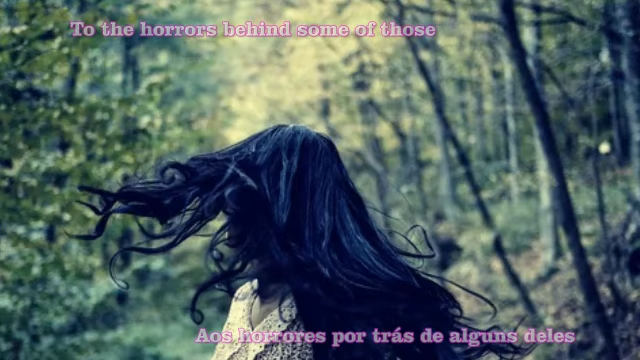 To the horrors behind some of those
Aos horrores por trás de alguns deles